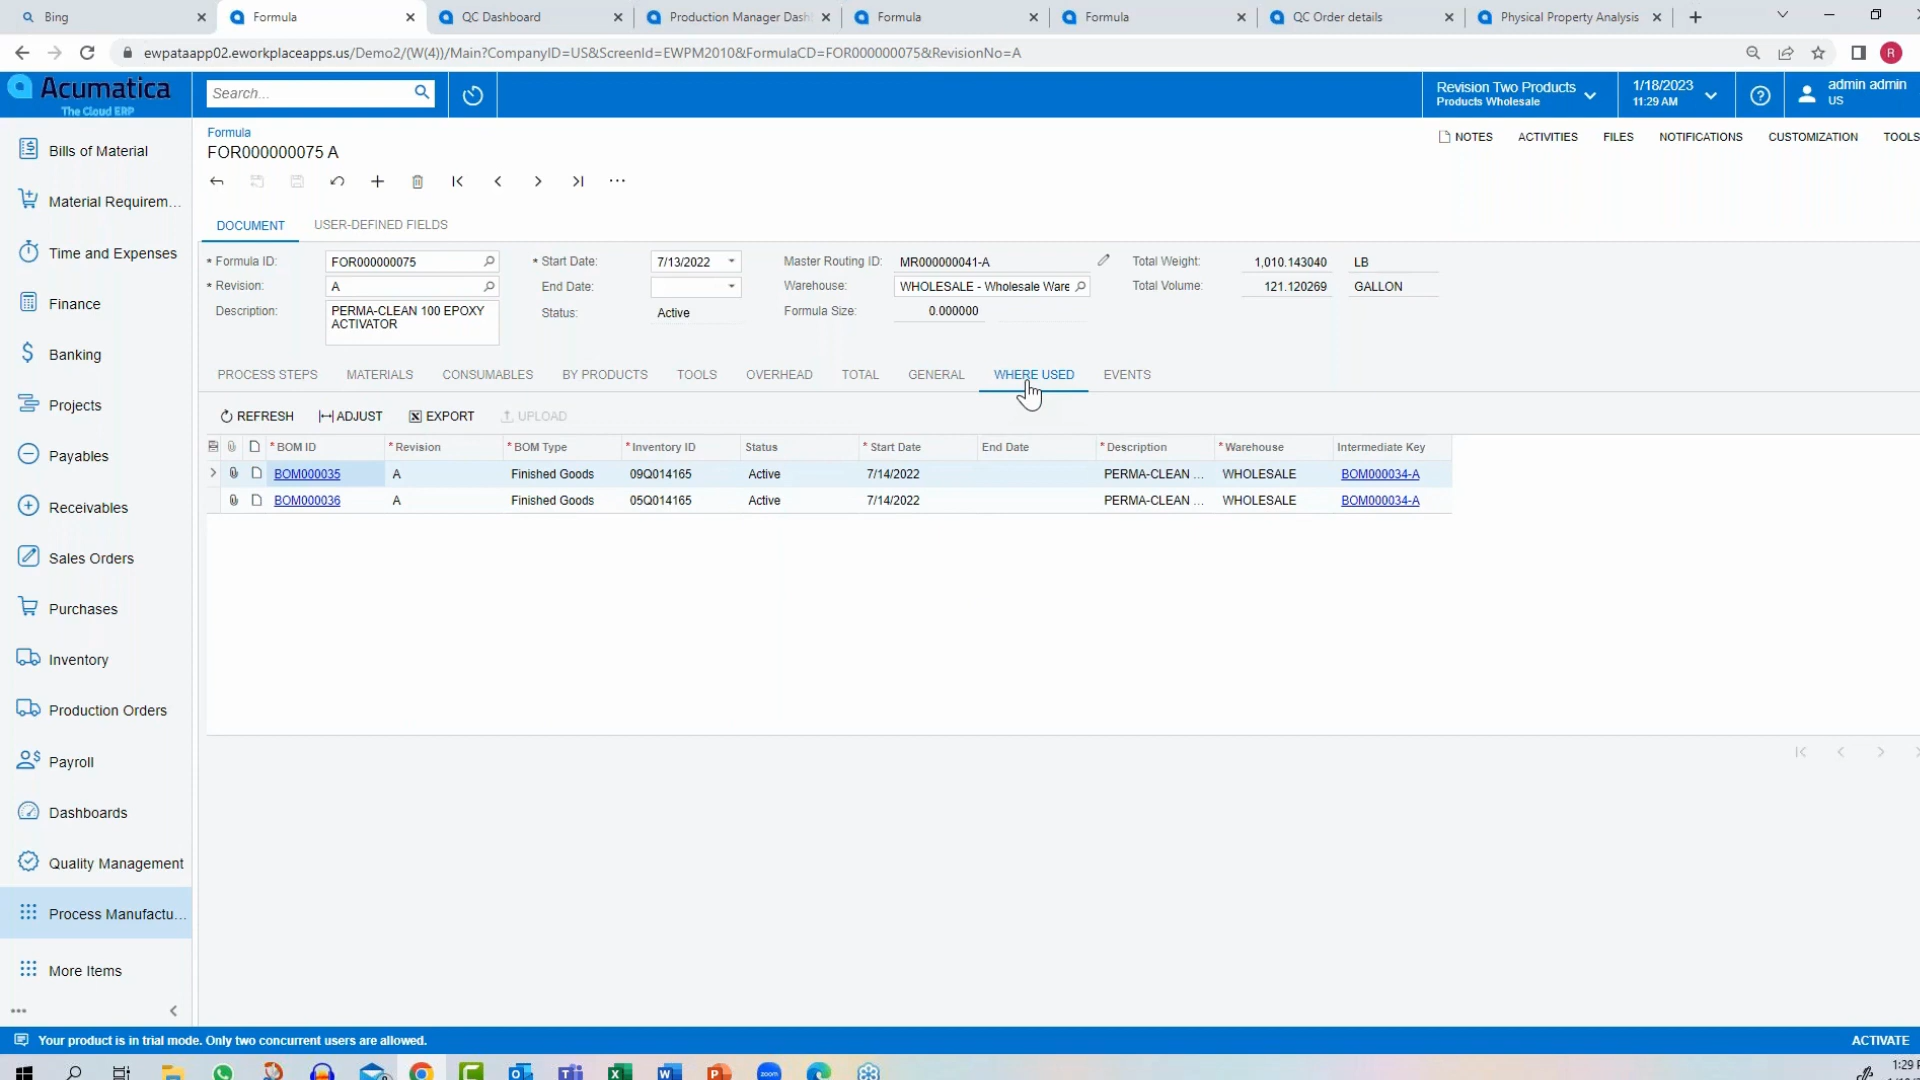 Bing
Formula
QC Dashboard
Production Manager Dash
Formula
Formula
QC Order details
Physical Property Analysis
ewpataapp02.eworkplaceapps.us/Demo2/(W(4))/Main?CompanyID=US&ScreenId=EWPM2010&FormulaCD=FOR000000075&RevisionNo=A
R
Acumatica
The Cloud ERP
Search...
Revision Two Products
Products Wholesale
1/18/2023
11:29 AM
admin admin
US
Bills of Material
Material Requirem...
Time and Expenses
Finance
Banking
Projects
Payables
Receivables
Sales Orders
Purchases
Inventory
Production Orders
Payroll
Dashboards
Quality Management
Process Manufactu...
More Items
Formula
FOR000000075 A
NOTES ACTIVITIES FILES NOTIFICATIONS CUSTOMIZATION TOOLS
DOCUMENT USER-DEFINED FIELDS
* Formula ID: FOR000000075 * Start Date: 7/13/2022 Master Routing ID: MR000000041-A Total Weight: 1,010.143040 LB
* Revision: A End Date: Warehouse: WHOLESALE - Wholesale Ware Total Volume: 121.120269 GALLON
Description: PERMA-CLEAN 100 EPOXY ACTIVATOR Status: Active Formula Size: 0.000000
PROCESS STEPS MATERIALS CONSUMABLES BY PRODUCTS TOOLS OVERHEAD TOTAL GENERAL WHERE USED EVENTS
REFRESH ADJUST EXPORT UPLOAD
* BOM ID * Revision * BOM Type * Inventory ID Status * Start Date End Date * Description * Warehouse Intermediate Key
BOM000035 A Finished Goods 09Q014165 Active 7/14/2022 PERMA-CLEAN ... WHOLESALE BOM000034-A
BOM000036 A Finished Goods 05Q014165 Active 7/14/2022 PERMA-CLEAN ... WHOLESALE BOM000034-A
Your product is in trial mode. Only two concurrent users are allowed.
ACTIVATE
zoom
1:29